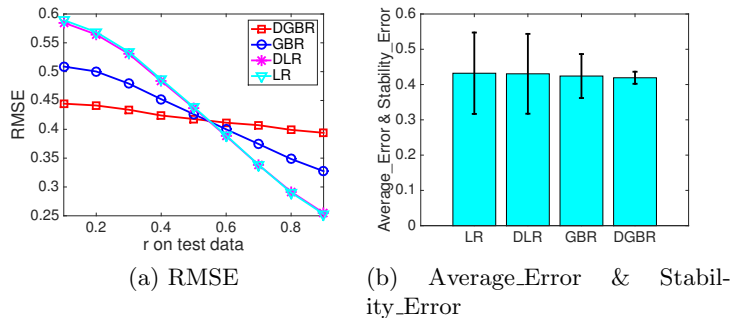 0.6
0.55
0.5
0.45
0.4
0.35
0.3
0.25
RMSE
0.2 0.4 0.6 0.8
r on test data
DGBR
GBR
DLR
LR
(a) RMSE
0.6
0.5
0.4
0.3
0.2
0.1
0
Average_Error & Stability_Error
LR DLR GBR DGBR
(b) Average_Error & Stabil-
ity_Error